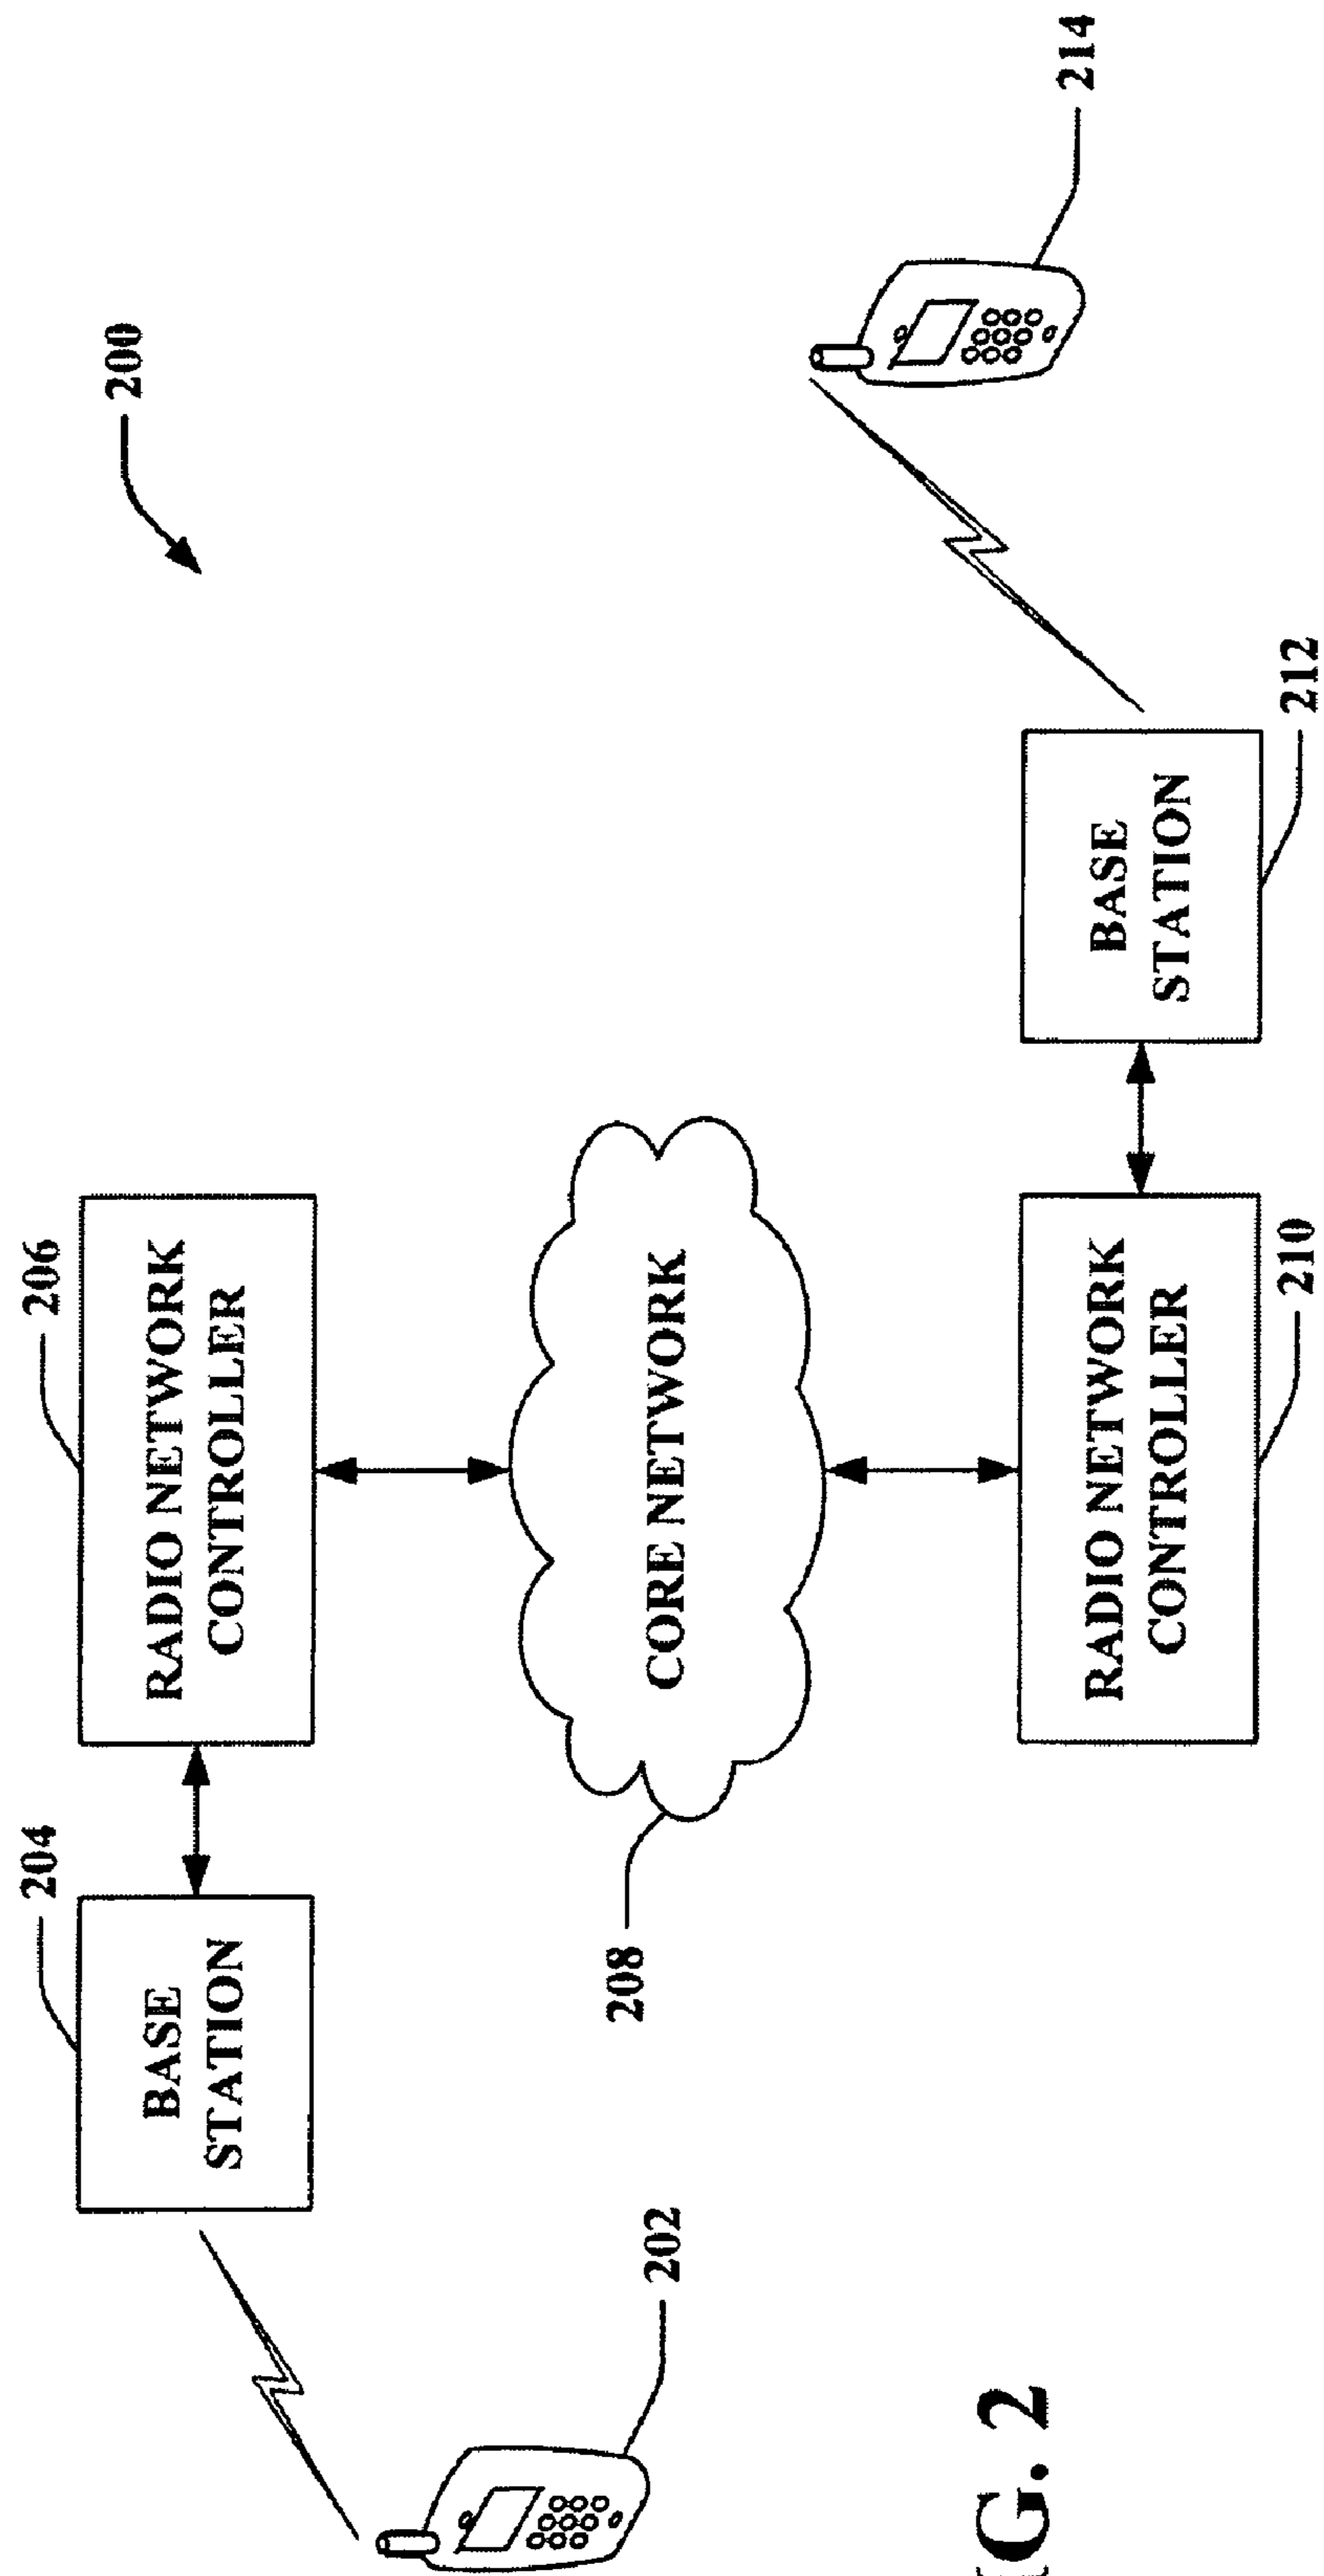 204
206
200
BASE
STATION
RADIO NETWORK
CONTROLLER
202
208
CORE NETWORK
214
RADIO NETWORK
CONTROLLER
BASE
STATION
210
212
IG. 2